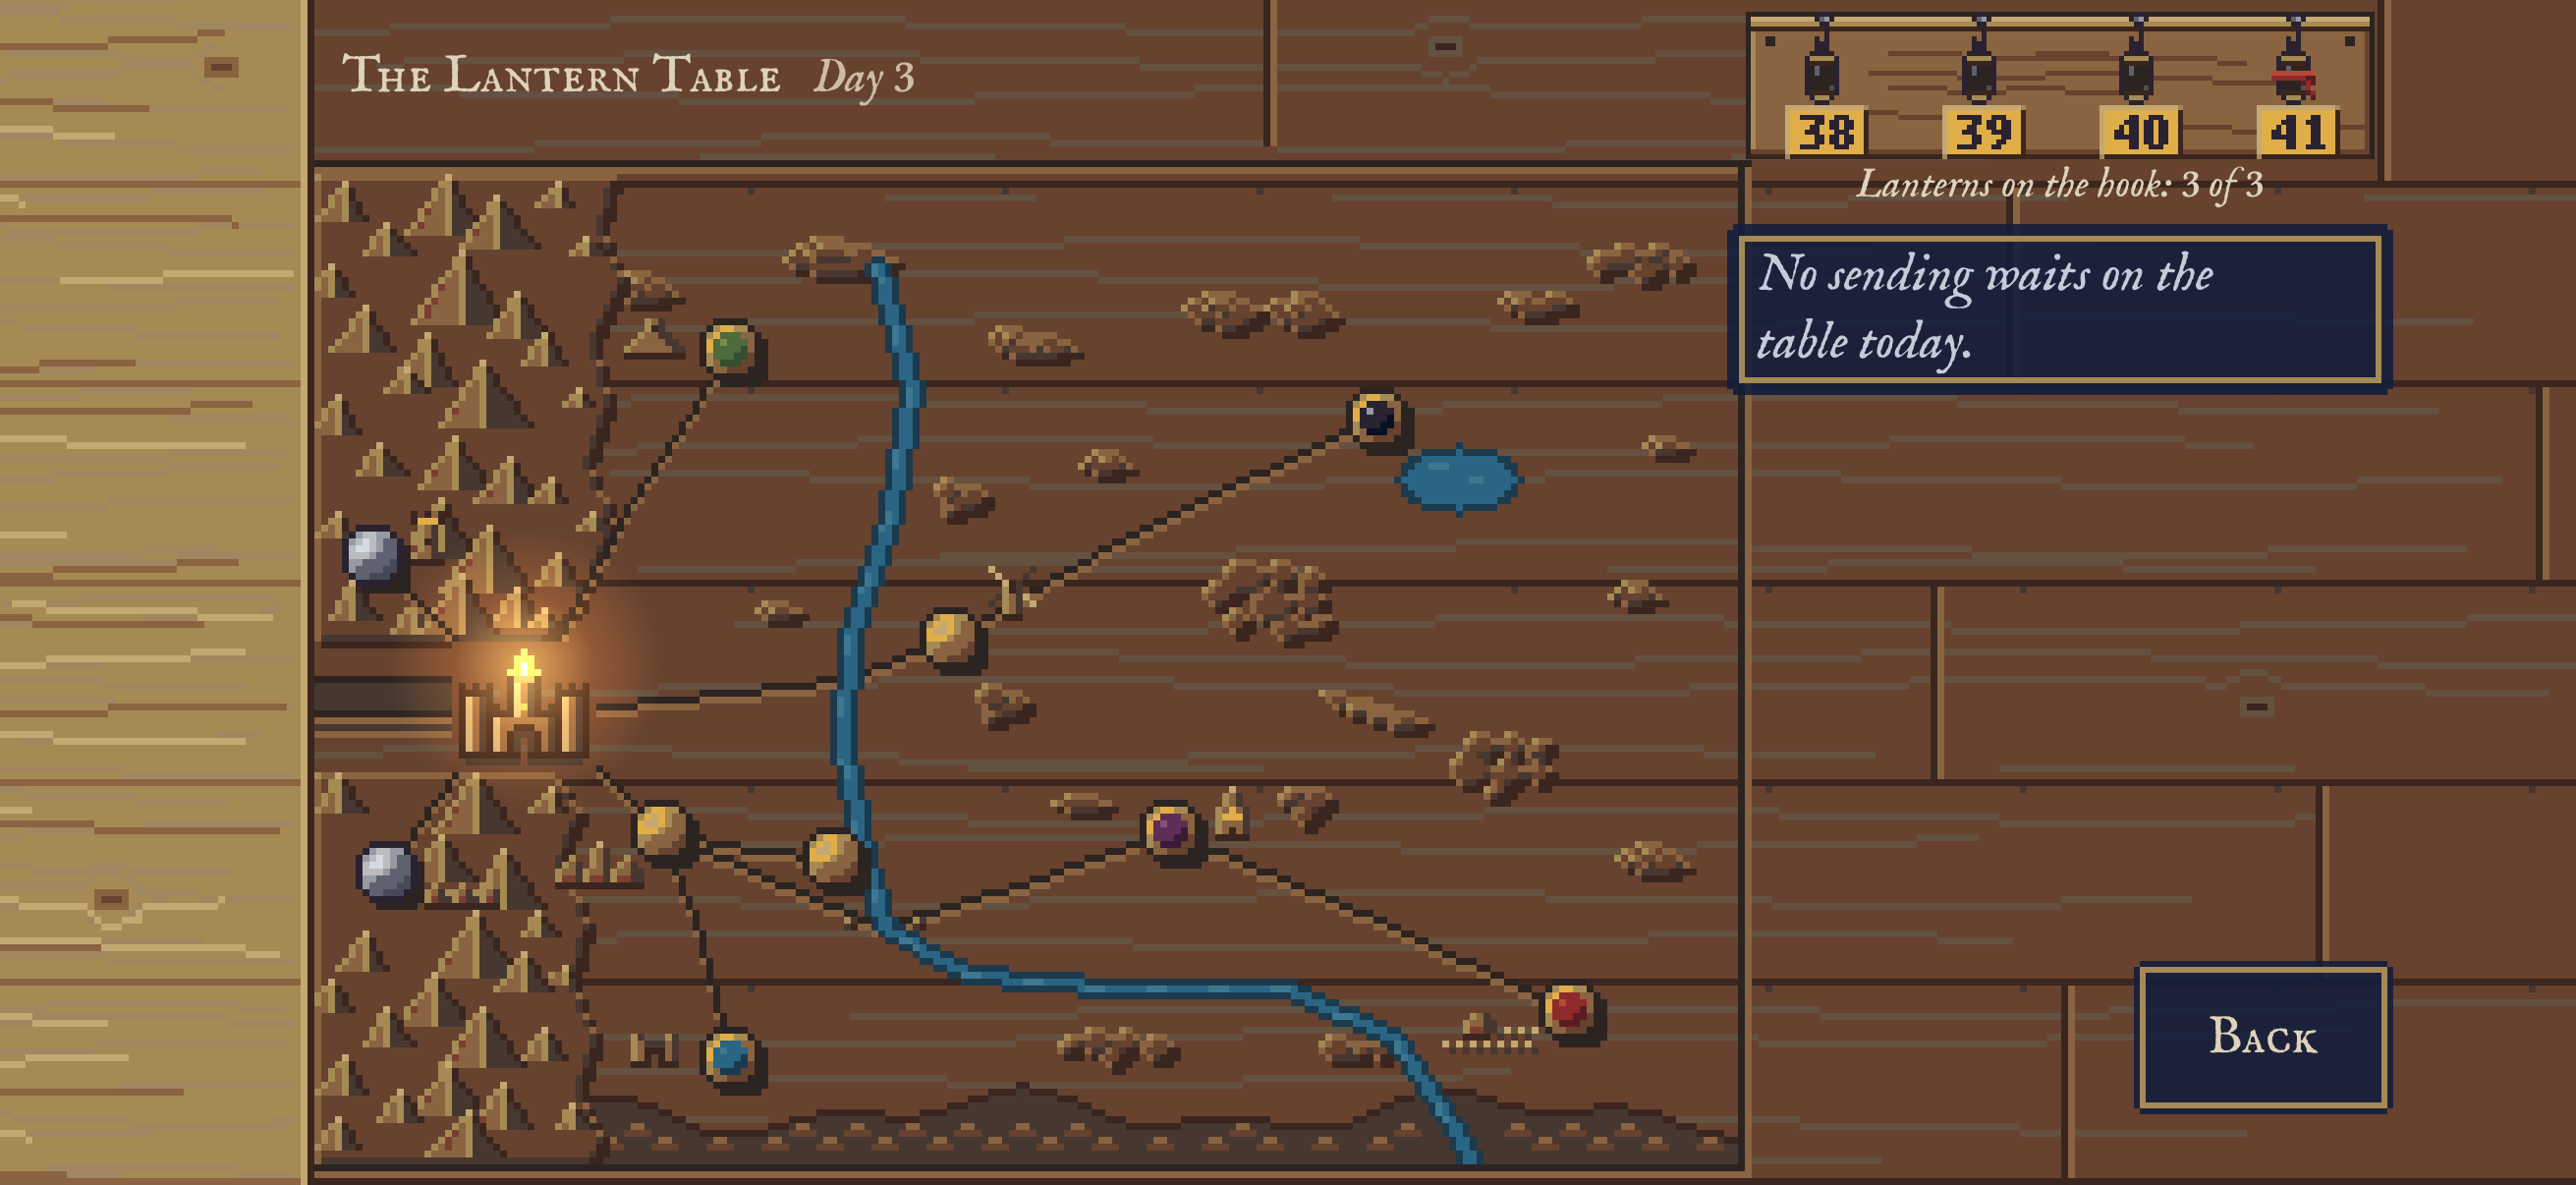 The Lantern Table Day 3
38 39 40 41
Lanterns on the hook: 3 of 3
No sending waits on the
table today.
Back